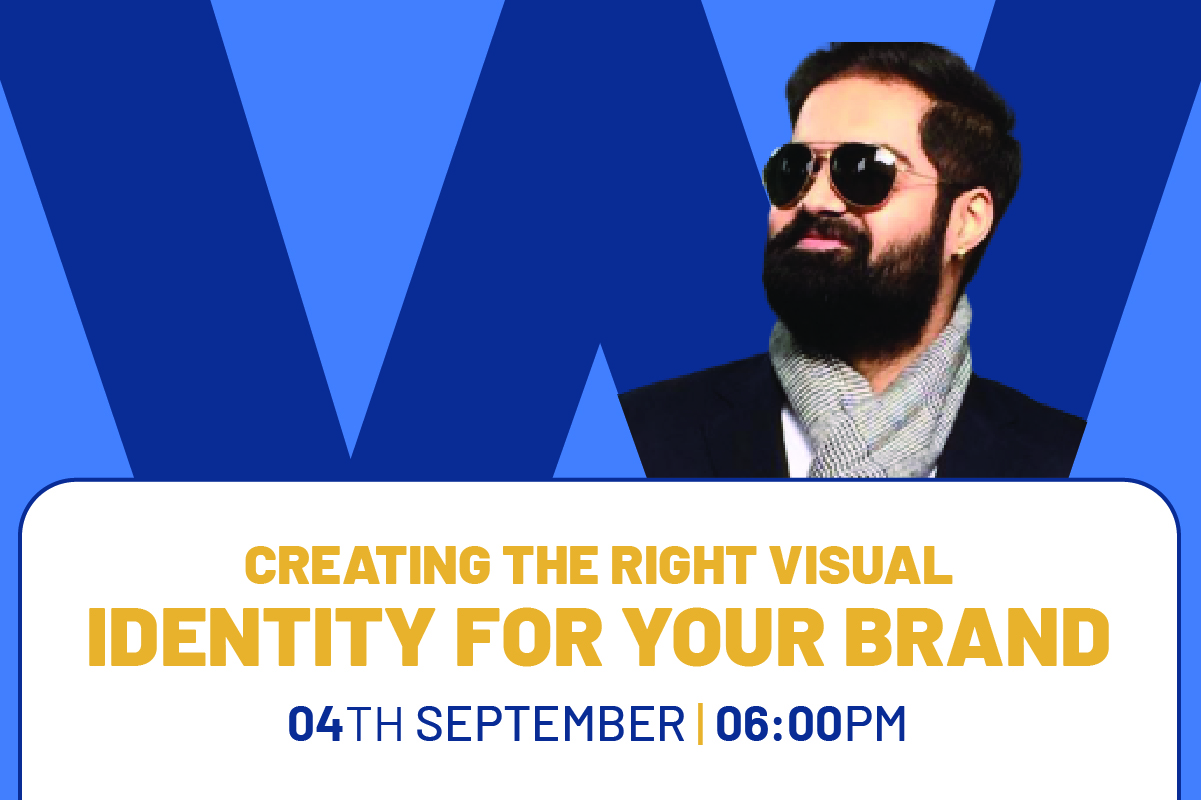 CREATING THE RIGHT VISUAL
IDENTITY FOR YOUR BRAND
04TH SEPTEMBER | 06:00PM